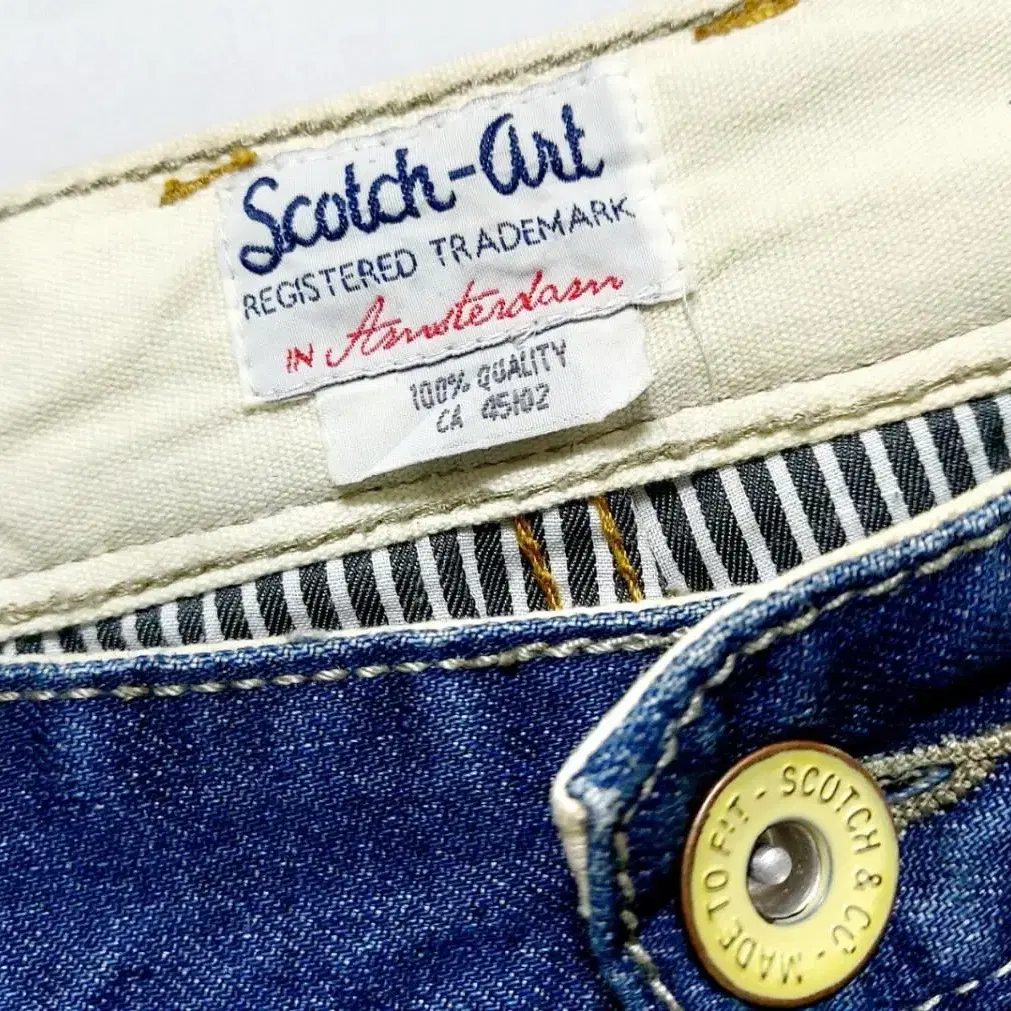 Scotch-Art
REGISTERED TRADEMARK
IN Amsterdam
100% QUALITY
CA 45102
MADE TO FIT - SCOTCH & CO -